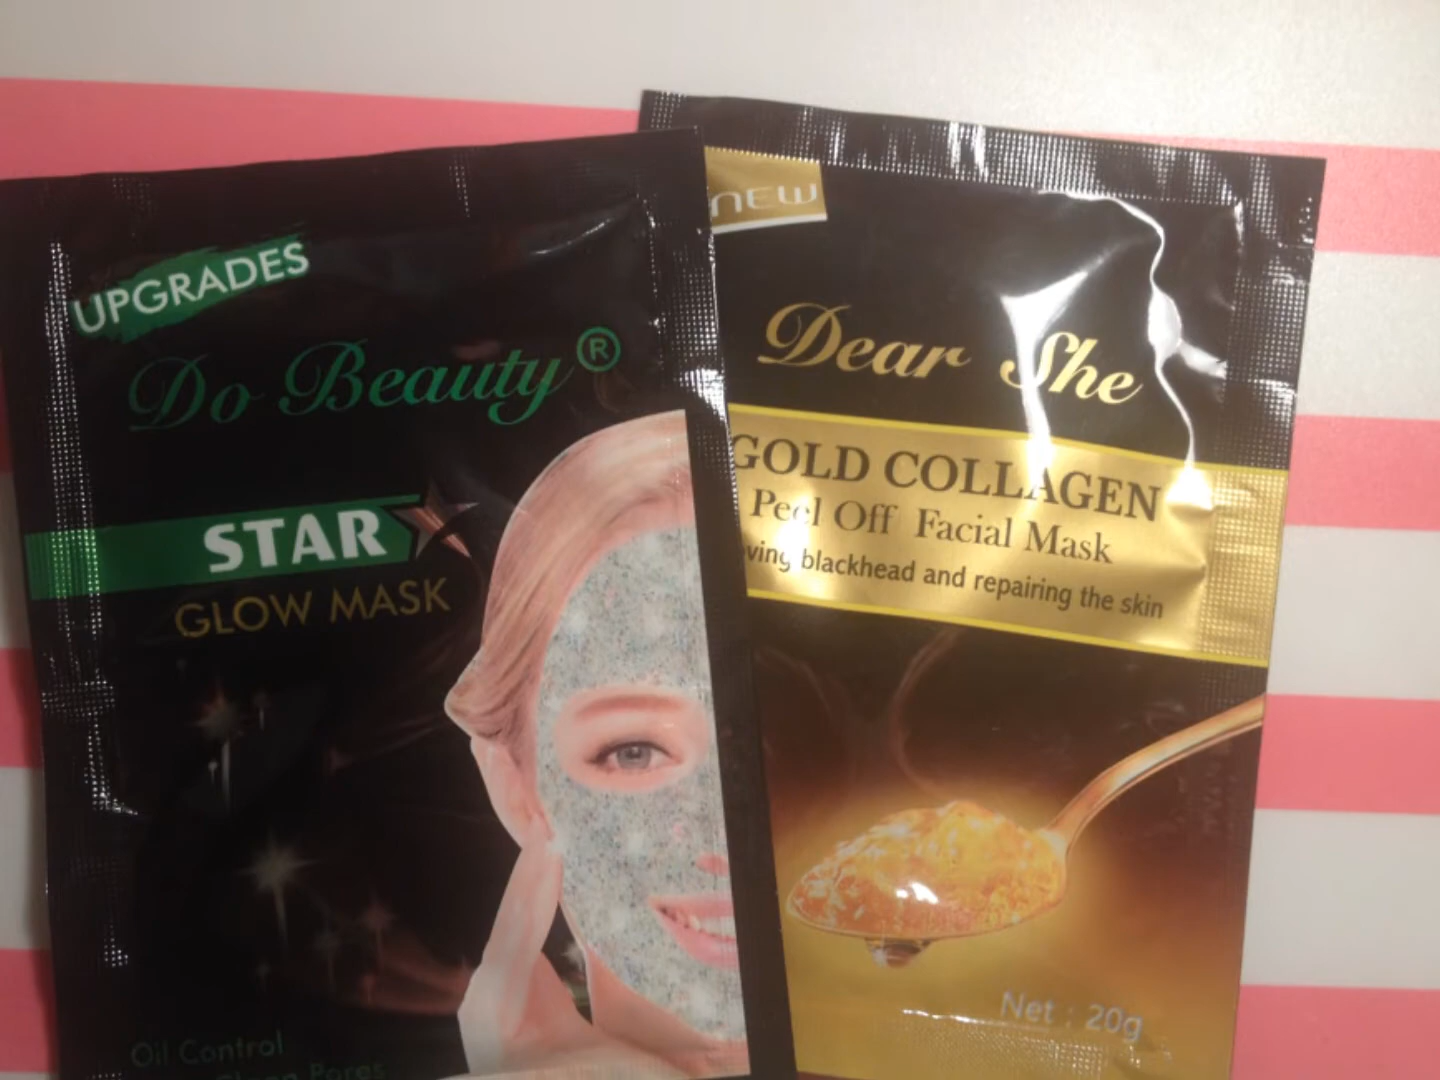 UPGRADES
Do Beauty®
STAR
GLOW MASK
Oil Control
Pores
NEW
Dear She
GOLD COLLAGEN
Peel Off Facial Mask
blackhead and repairing the skin
Net : 20g